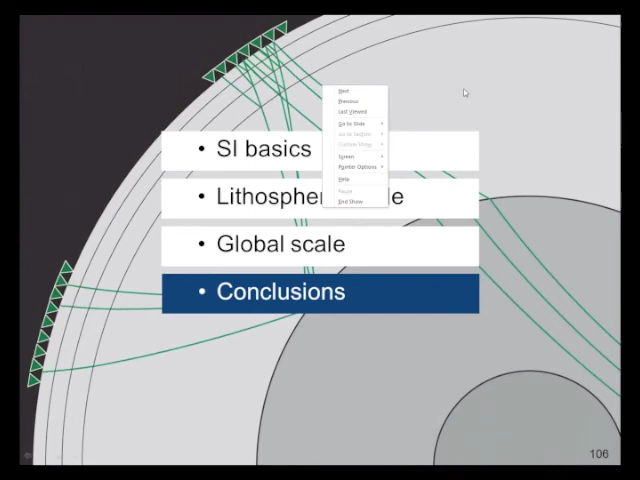 Next
Previous
Last Viewed
Go to Slide
Go to Section
Custom Show
Screen
Pointer Options
Help
Pause
End Show
• SI basics
• Global scale
• Conclusions
106